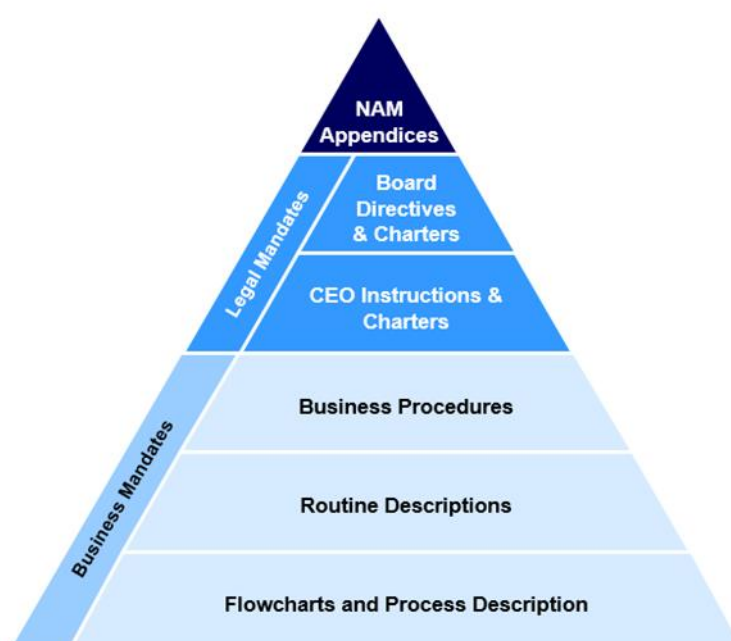 NAM
Appendices
Legal Mandates
Board
Directives
& Charters
CEO Instructions &
Charters
Business Mandates
Business Procedures
Routine Descriptions
Flowcharts and Process Description